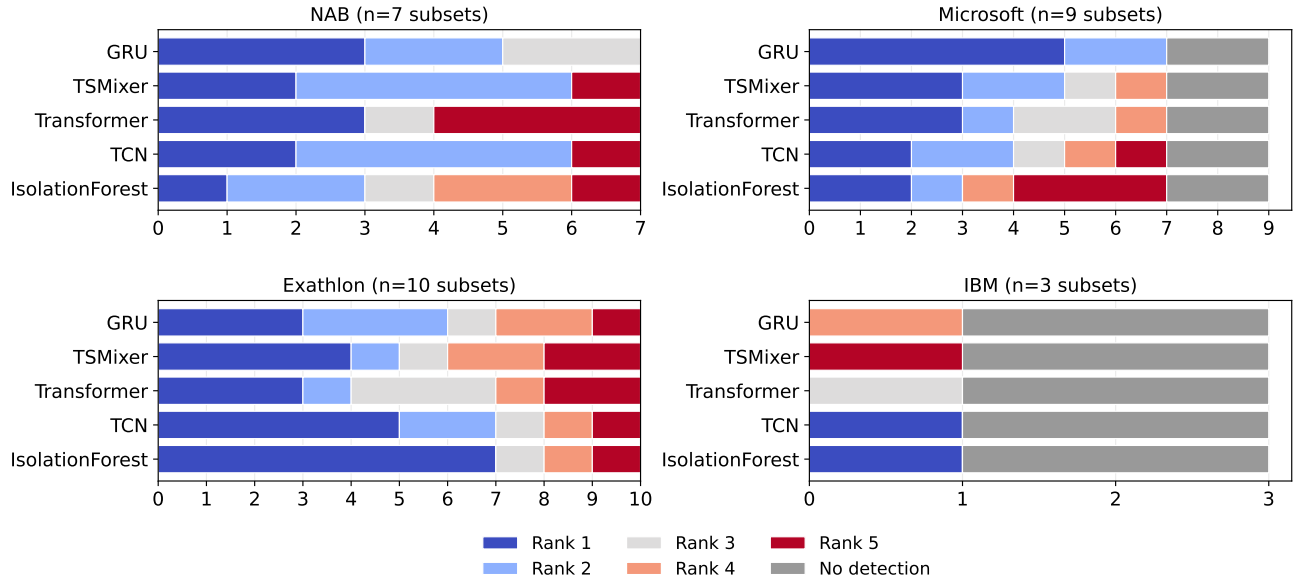 NAB (n=7 subsets)
GRU
TSMixer
Transformer
TCN
IsolationForest
0 1 2 3 4 5 6 7
Microsoft (n=9 subsets)
GRU
TSMixer
Transformer
TCN
IsolationForest
0 1 2 3 4 5 6 7 8 9
Exathlon (n=10 subsets)
GRU
TSMixer
Transformer
TCN
IsolationForest
0 1 2 3 4 5 6 7 8 9 10
IBM (n=3 subsets)
GRU
TSMixer
Transformer
TCN
IsolationForest
0 1 2 3
Rank 1 Rank 3 Rank 5
Rank 2 Rank 4 No detection